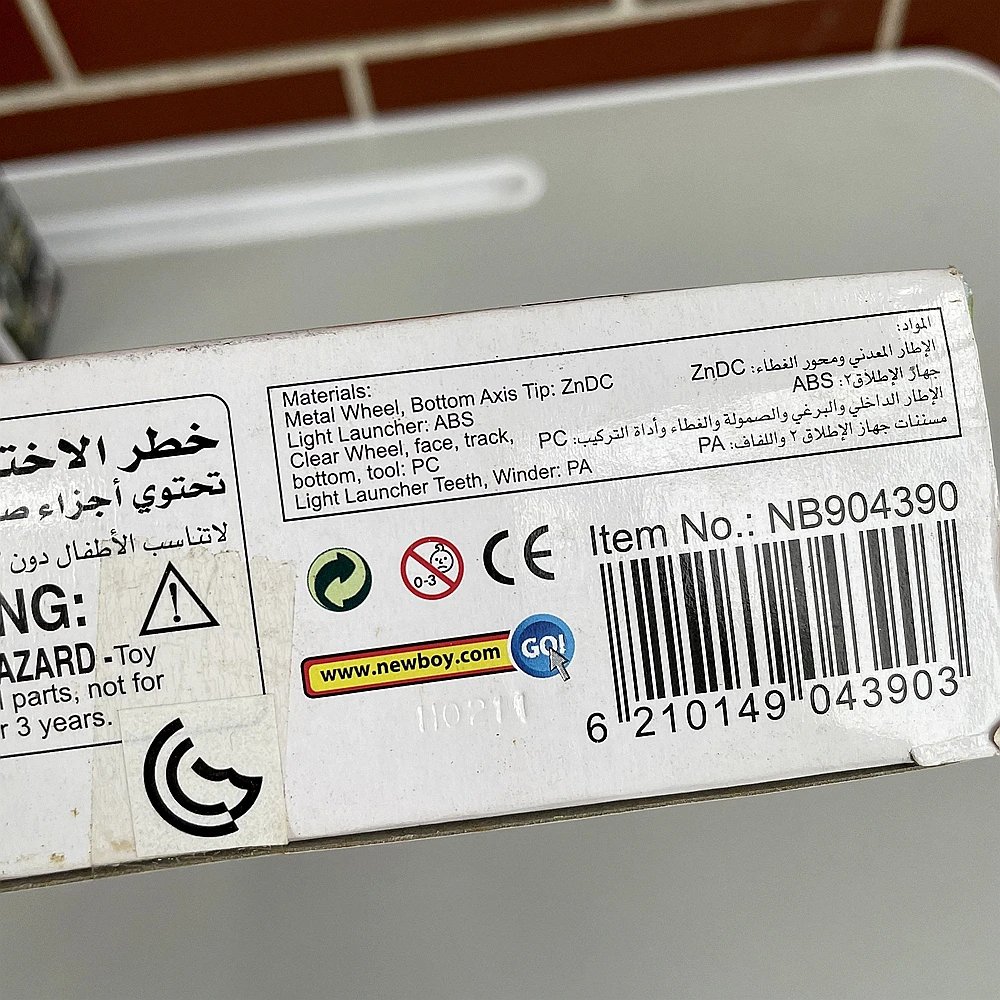 Materials:
Metal Wheel, Bottom Axis Tip: ZnDC
Light Launcher: ABS
Clear Wheel, face, track,
bottom, tool: PC
Light Launcher Teeth, Winder: PA
المواد:
الإطار المعدني ومحور الغطاء: ZnDC
جهاز الإطلاق٢: ABS
الإطار الداخلي والبرغي والصمولة والغطاء وأداة التركيب: PC
مسننات جهاز الإطلاق ٢ واللفاف: PA
خطر الاخت
تحتوي أجزاء ص
لاتناسب الأطفال دون
NG:
AZARD - Toy
l parts, not for
r 3 years.
0-3
CE
www.newboy.com GO!
Item No.: NB904390
6 210149 043903